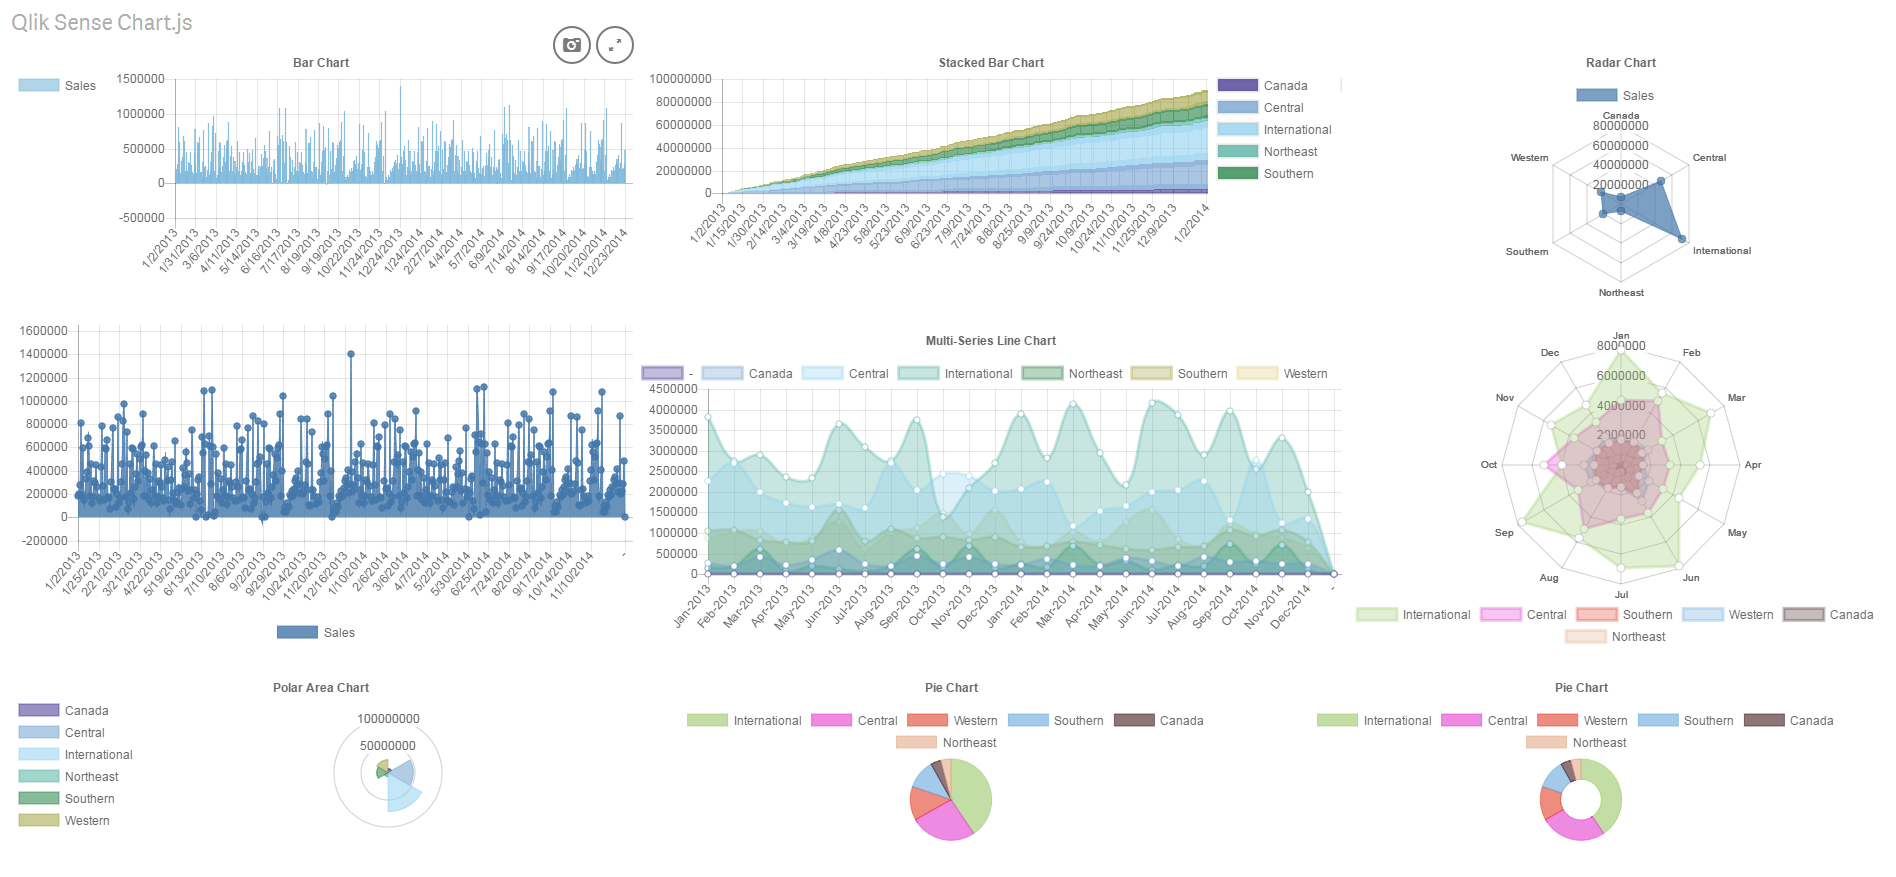 Qlik Sense Chart.js
Bar Chart
Sales
1500000
1000000
500000
0
-500000
1/2/2013
1/31/2013
3/6/2013
4/11/2013
5/14/2013
6/16/2013
7/17/2013
8/19/2013
9/19/2013
10/22/2013
11/24/2013
12/24/2013
1/24/2014
2/27/2014
4/4/2014
5/7/2014
6/9/2014
7/14/2014
8/14/2014
9/17/2014
10/20/2014
11/20/2014
12/23/2014
Stacked Bar Chart
100000000
80000000
60000000
40000000
20000000
0
1/2/2013
1/15/2013
1/30/2013
2/14/2013
3/4/2013
3/19/2013
4/8/2013
4/23/2013
5/8/2013
5/23/2013
6/9/2013
6/23/2013
7/9/2013
7/24/2013
8/8/2013
8/25/2013
9/9/2013
9/24/2013
10/9/2013
10/24/2013
11/10/2013
11/25/2013
12/9/2013
1/2/2014
Canada
Central
International
Northeast
Southern
Radar Chart
Sales
Canada
80000000
60000000
40000000
20000000
Western
Central
Southern
International
Northeast
1600000
1400000
1200000
1000000
800000
600000
400000
200000
0
-200000
1/2/2013
1/25/2013
2/21/2013
3/21/2013
4/22/2013
5/19/2013
6/13/2013
7/10/2013
8/6/2013
9/2/2013
9/29/2013
10/24/2013
11/20/2013
12/16/2013
1/10/2014
2/6/2014
3/6/2014
4/7/2014
5/2/2014
5/30/2014
6/25/2014
7/24/2014
8/20/2014
9/17/2014
10/14/2014
11/10/2014
-
Sales
Multi-Series Line Chart
-
Canada
Central
International
Northeast
Southern
Western
4500000
4000000
3500000
3000000
2500000
2000000
1500000
1000000
500000
0
Jan-2013
Feb-2013
Mar-2013
Apr-2013
May-2013
Jun-2013
Jul-2013
Aug-2013
Sep-2013
Oct-2013
Nov-2013
Dec-2013
Jan-2014
Feb-2014
Mar-2014
Apr-2014
May-2014
Jun-2014
Jul-2014
Aug-2014
Sep-2014
Oct-2014
Nov-2014
Dec-2014
-
Jan
8000000
6000000
4000000
2000000
Dec
Feb
Nov
Mar
Oct
Apr
Sep
May
Aug
Jun
Jul
International
Central
Southern
Western
Canada
Northeast
Polar Area Chart
Canada
Central
International
Northeast
Southern
Western
100000000
50000000
Pie Chart
International
Central
Western
Southern
Canada
Northeast
Pie Chart
International
Central
Western
Southern
Canada
Northeast